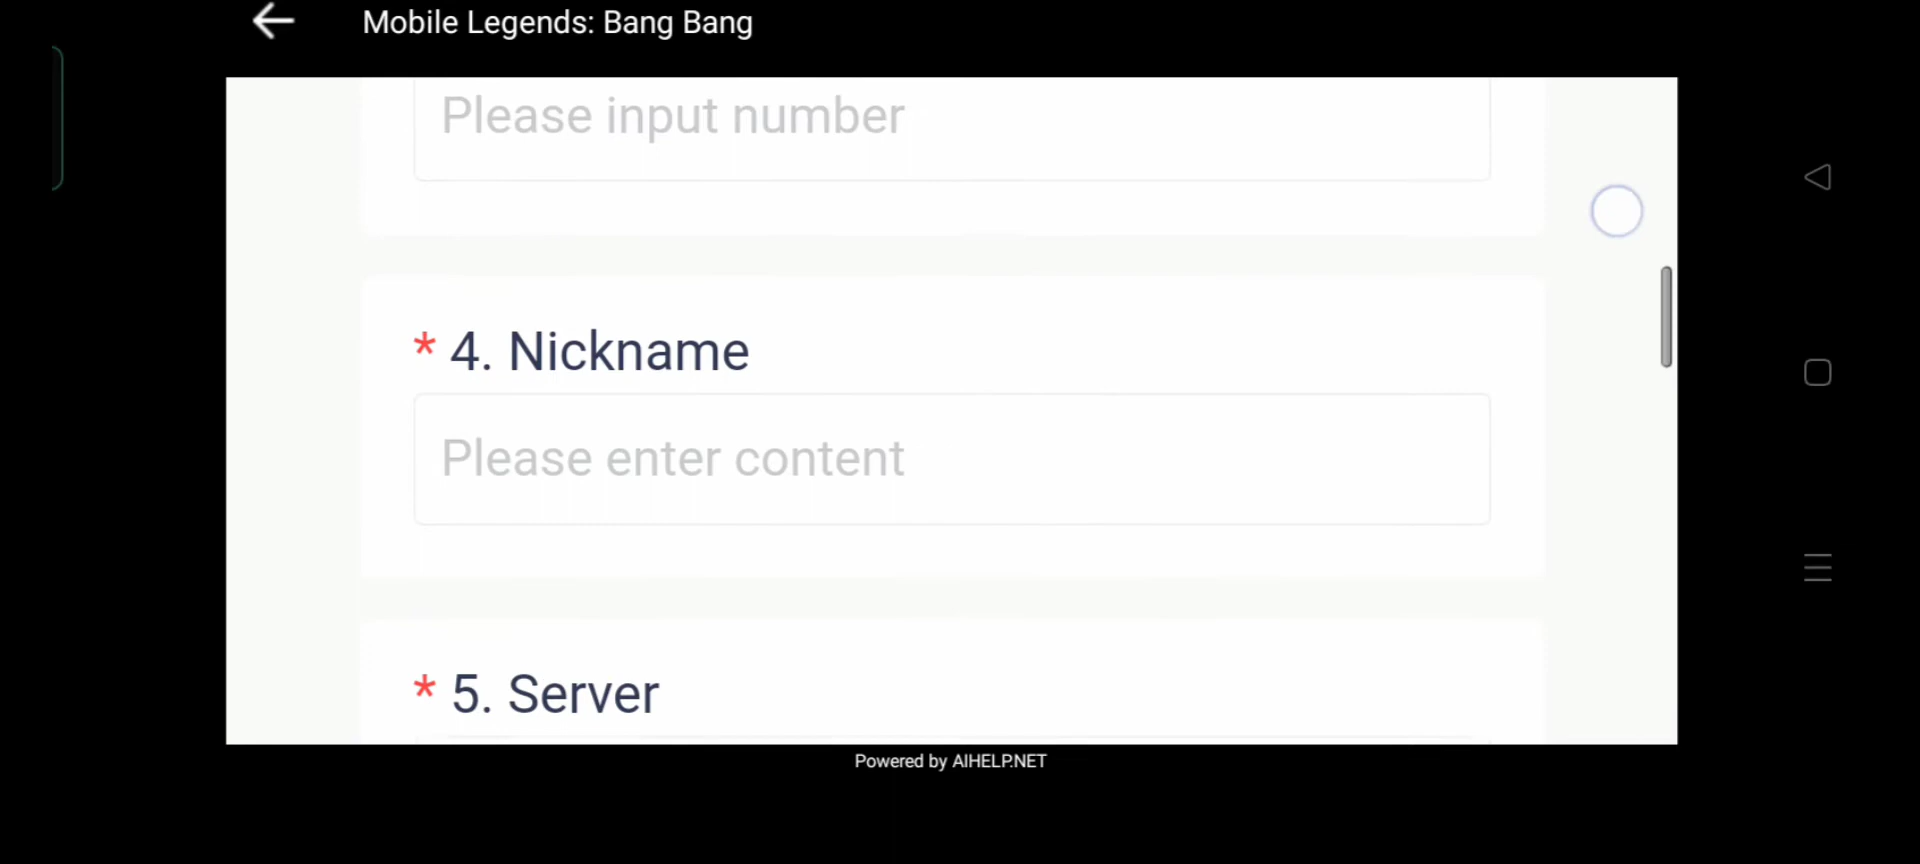 Mobile Legends: Bang Bang
Please input number
* 4. Nickname
Please enter content
* 5. Server
Powered by AIHELP.NET